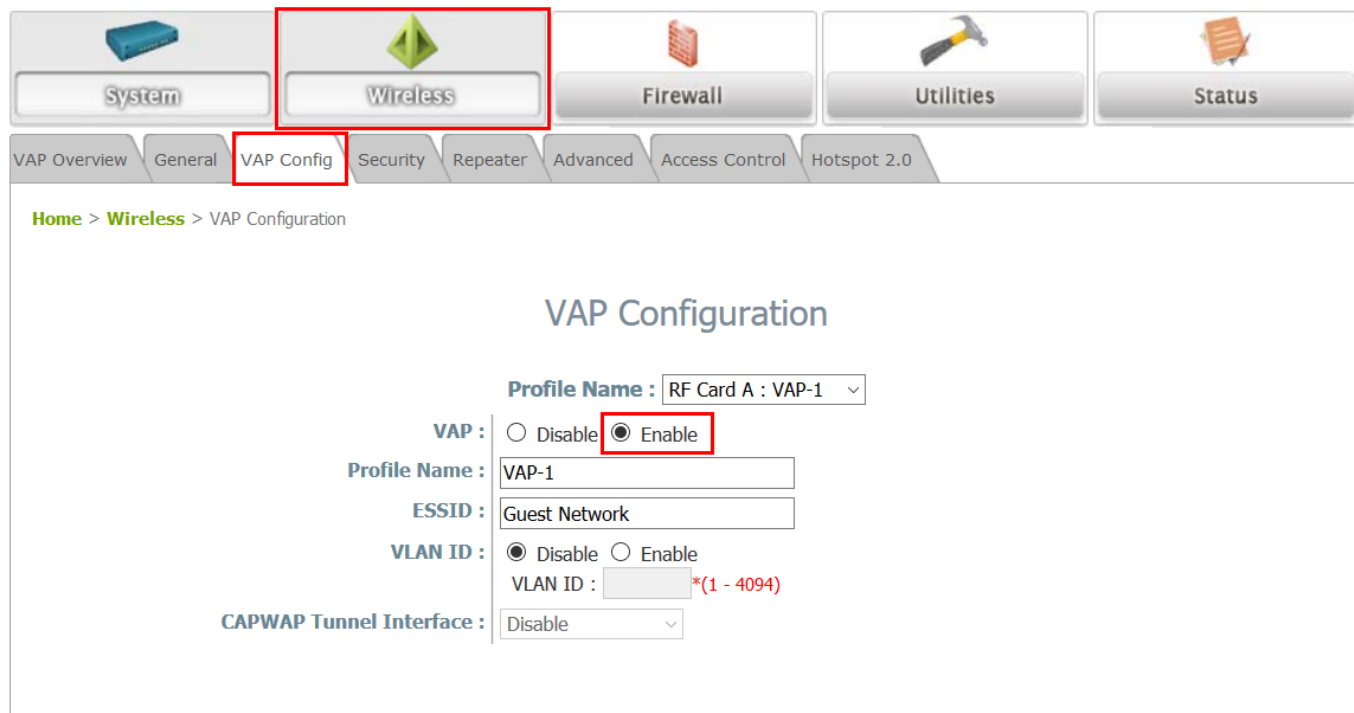 System Wireless Firewall Utilities Status
VAP Overview General VAP Config Security Repeater Advanced Access Control Hotspot 2.0
Home > Wireless > VAP Configuration
VAP Configuration
Profile Name : RF Card A : VAP-1
VAP : Disable Enable
Profile Name : VAP-1
ESSID : Guest Network
VLAN ID : Disable Enable
VLAN ID : *(1 - 4094)
CAPWAP Tunnel Interface : Disable